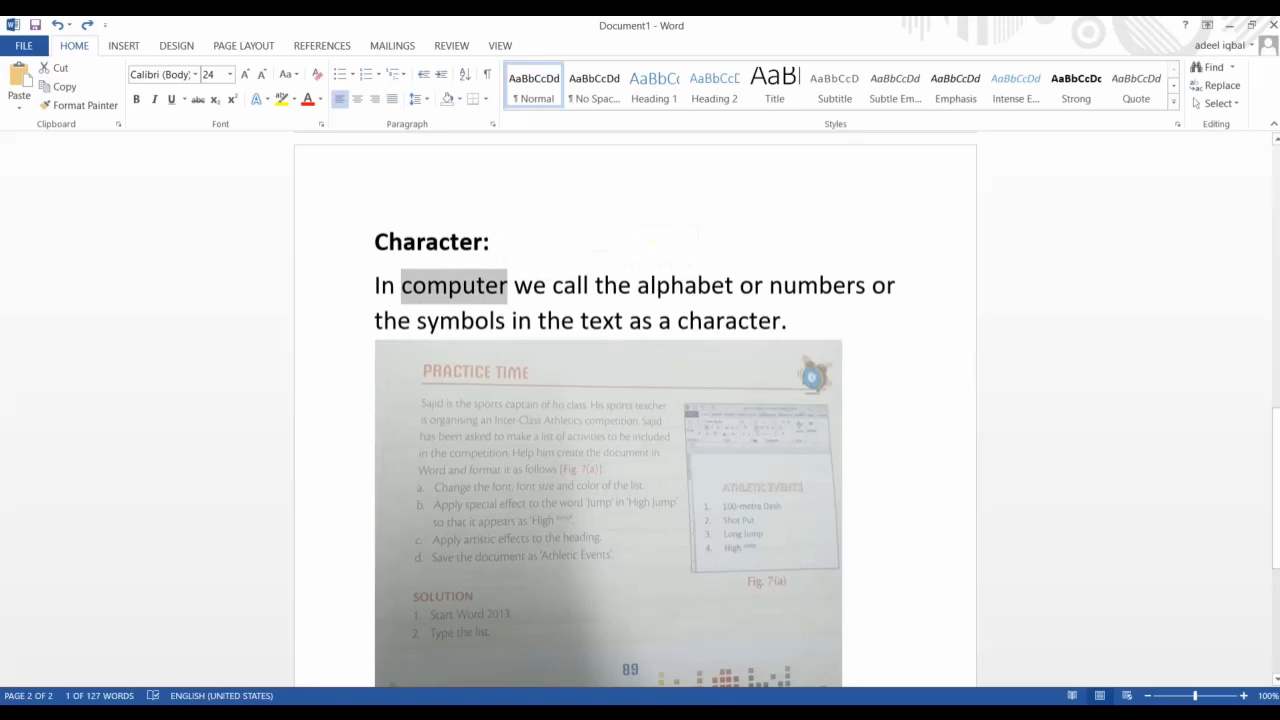 Document1 - Word
?
FILE HOME INSERT DESIGN PAGE LAYOUT REFERENCES MAILINGS REVIEW VIEW adeel iqbal
Paste Cut Copy Format Painter
Clipboard
Calibri (Body) 24 A A Aa
B I U abc X2 X2 A A
Font
Paragraph
AaBbCcDd AaBbCcDd AaBbCc AaBbCcD AaBl AaBbCcD AaBbCcDd AaBbCcDd AaBbCcDd AaBbCcDc AaBbCcDd
¶ Normal ¶ No Spac... Heading 1 Heading 2 Title Subtitle Subtle Em... Emphasis Intense E... Strong Quote
Styles
Find
Replace
Select
Editing
Character:
In computer we call the alphabet or numbers or
the symbols in the text as a character.
PRACTICE TIME
Sajid is the sports captain of his class. His sports teacher
is organising an Inter-Class Athletics competition. Sajid
has been asked to make a list of activities to be included
in the competition. Help him create the document in
Word and format it as follows [Fig. 7(a)]:
a. Change the font, font size and color of the list.
b. Apply special effect to the word 'Jump' in 'High Jump'
so that it appears as 'High Jump'.
c. Apply artistic effects to the heading.
d. Save the document as 'Athletic Events'.
ATHLETIC EVENTS
1. 100-metra Dash
2. Shot Put
3. Long Jump
4. High Jump
Fig. 7(a)
SOLUTION
1 Start Word 2013
2. Type the list.
89
PAGE 2 OF 2 1 OF 127 WORDS ENGLISH (UNITED STATES) 100%